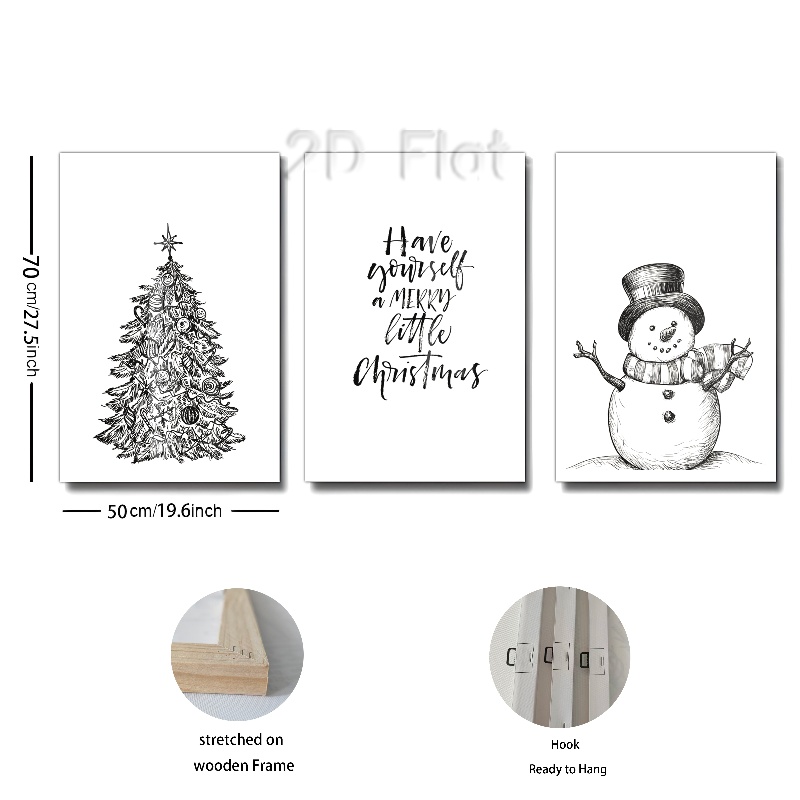 2D Flat
Have
yourself
a MERRY
little
Christmas
70 cm/27.5inch
50cm/19.6inch
stretched on
wooden Frame
Hook
Ready to Hang